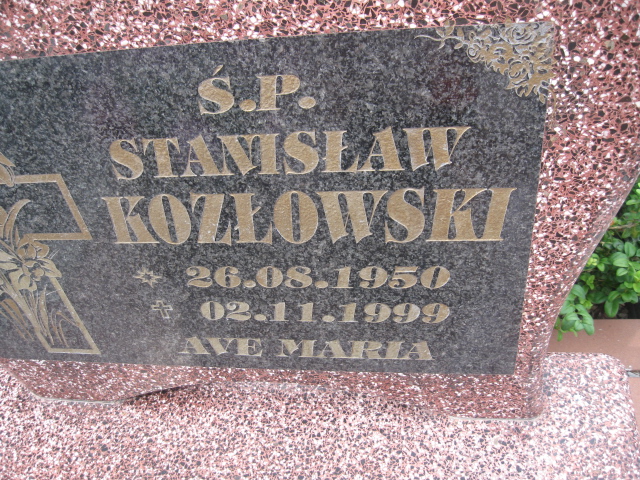 Ś.P.
STANISŁAW
KOZŁOWSKI
26.08.1950
02.11.1999
AVE MARIA